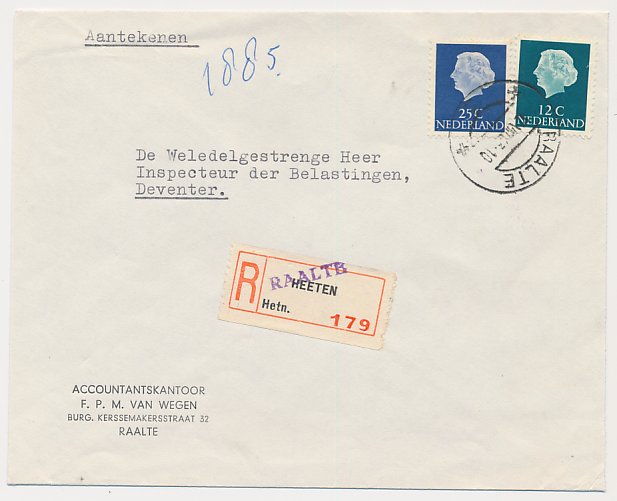 Aantekenen
1885.
25 C
NEDERLAND
12 C
NEDERLAND
RAALTE
De Weledelgestrenge Heer
Inspecteur der Belastingen,
Deventer.
R
RAALTE
HEETEN
Hetn.
179
ACCOUNTANTSKANTOOR
F. P. M. VAN WEGEN
BURG. KERSSEMAKERSSTRAAT 32
RAALTE